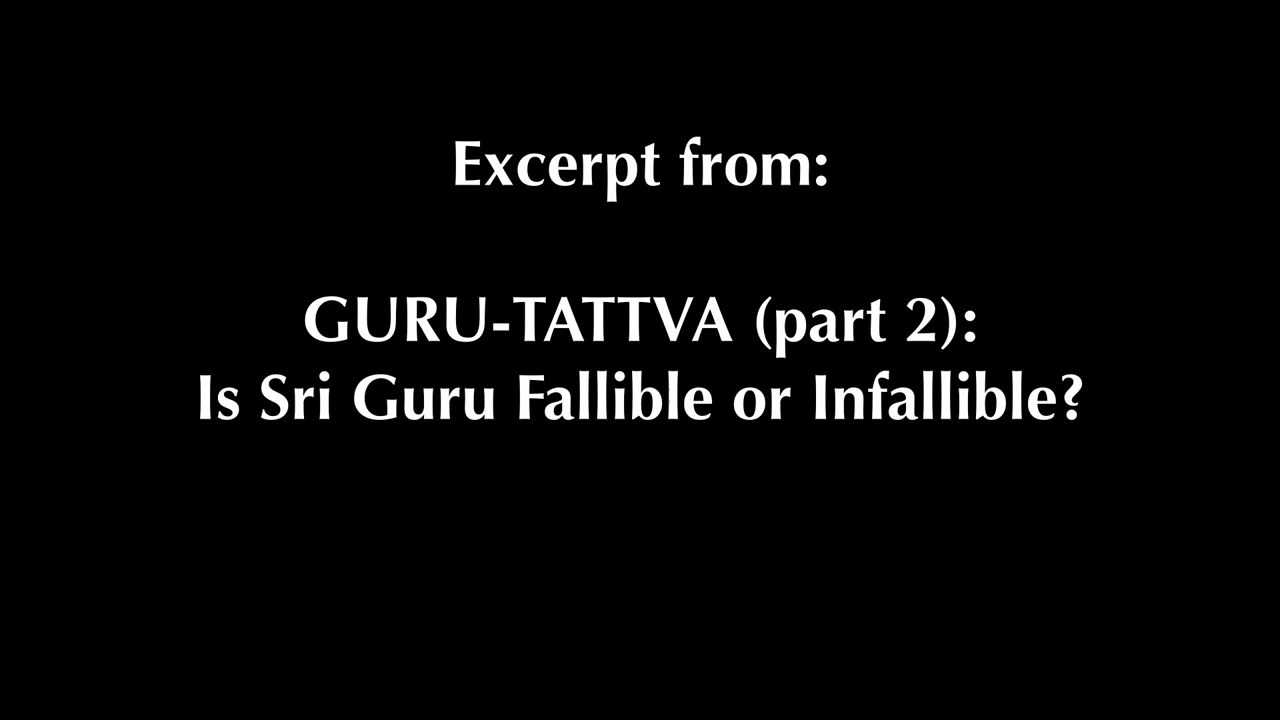 Excerpt from:
GURU-TATTVA (part 2):
Is Sri Guru Fallible or Infallible?